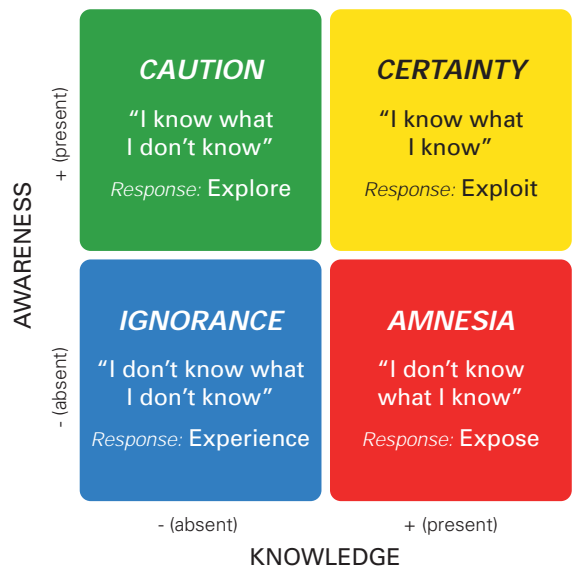 CAUTION
“I know what
I don't know”
Response: Explore
CERTAINTY
“I know what
I know”
Response: Exploit
IGNORANCE
“I don't know what
I don't know”
Response: Experience
AMNESIA
“I don't know
what I know”
Response: Expose
AWARENESS
+ (present)
- (absent)
- (absent)
+ (present)
KNOWLEDGE